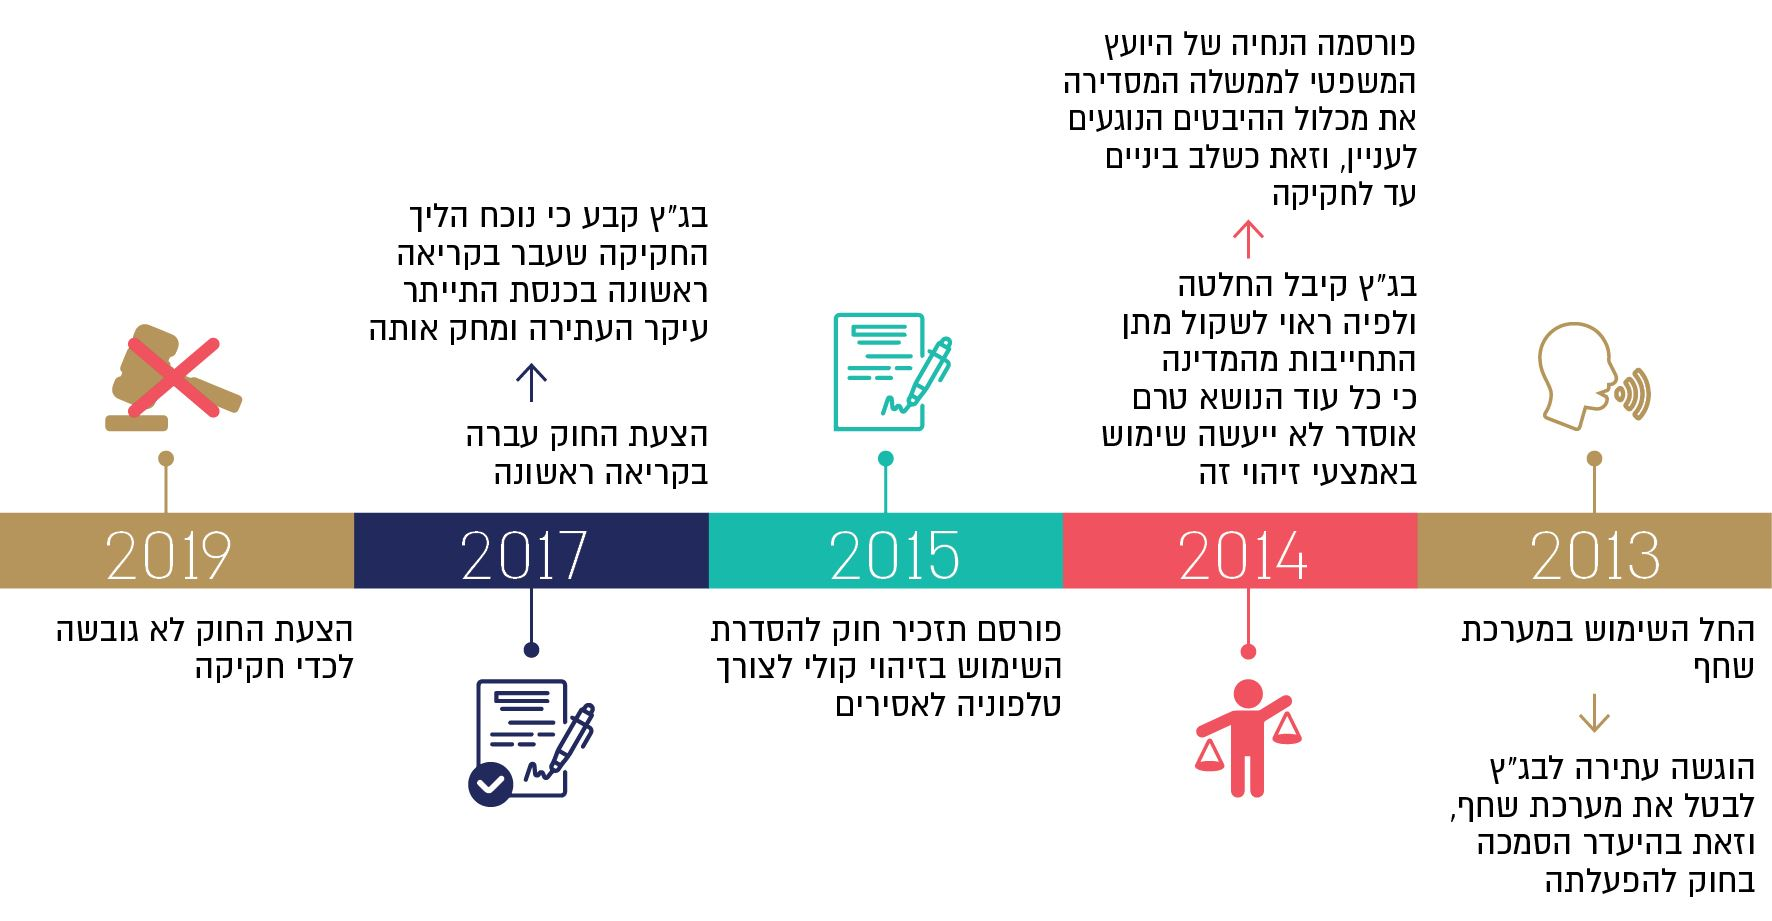 2013
החל השימוש במערכת
שחף
הוגשה עתירה לבג"ץ
לבטל את מערכת שחף,
וזאת בהיעדר הסמכה
בחוק להפעלתה
2014
בג"ץ קיבל החלטה
ולפיה ראוי לשקול מתן
התחייבות מהמדינה
כי כל עוד הנושא טרם
אוסדר לא ייעשה שימוש
באמצעי זיהוי זה
פורסמה הנחיה של היועץ
המשפטי לממשלה המסדירה
את מכלול ההיבטים הנוגעים
לעניין, וזאת כשלב ביניים
עד לחקיקה
2015
פורסם תזכיר חוק להסדרת
השימוש בזיהוי קולי לצורך
טלפוניה לאסירים
2017
הצעת החוק עברה
בקריאה ראשונה
בג"ץ קבע כי נוכח הליך
החקיקה שעבר בקריאה
ראשונה בכנסת התייתר
עיקר העתירה ומחק אותה
2019
הצעת החוק לא גובשה
לכדי חקיקה